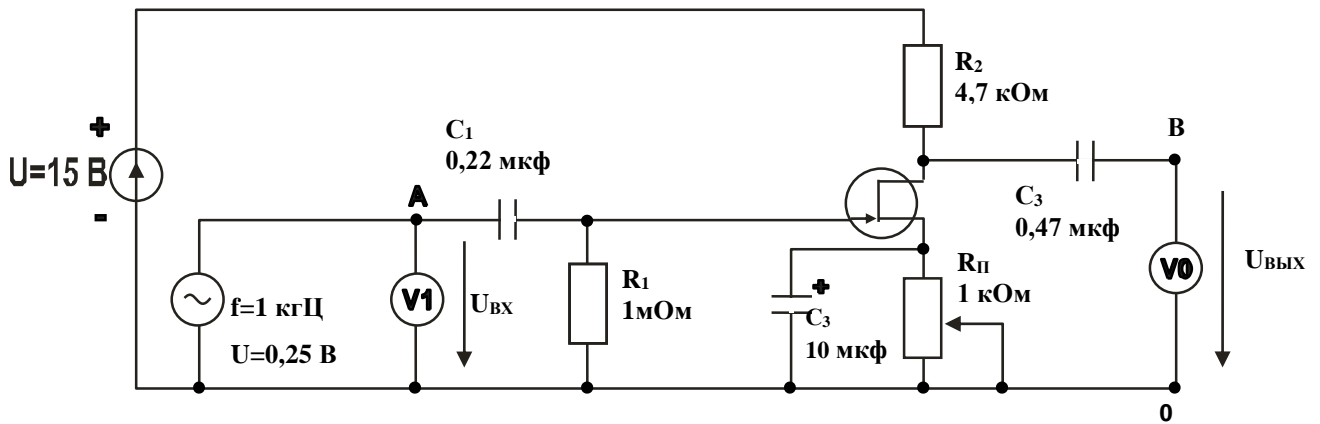 R₂
4,7 кОм
+
U=15 В
-
C₁
0,22 мкф
A
B
C₃
0,47 мкф
f=1 кгЦ
U=0,25 В
V1
UВХ
R₁
1мОм
+
C₃
10 мкф
RП
1 кОм
V0
UВЫХ
0